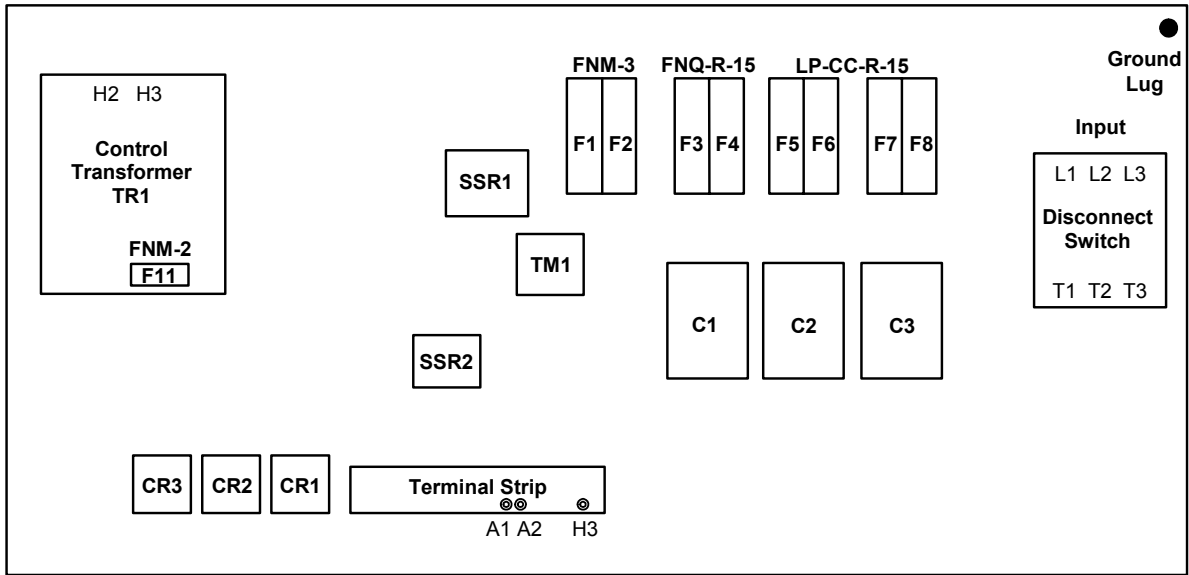 Ground
Lug
FNM-3 FNQ-R-15 LP-CC-R-15
H2 H3
Control
Transformer
TR1
FNM-2
F11
F1 F2 F3 F4 F5 F6 F7 F8
Input
L1 L2 L3
Disconnect
Switch
T1 T2 T3
SSR1
TM1
C1 C2 C3
SSR2
CR3 CR2 CR1
Terminal Strip
A1 A2 H3